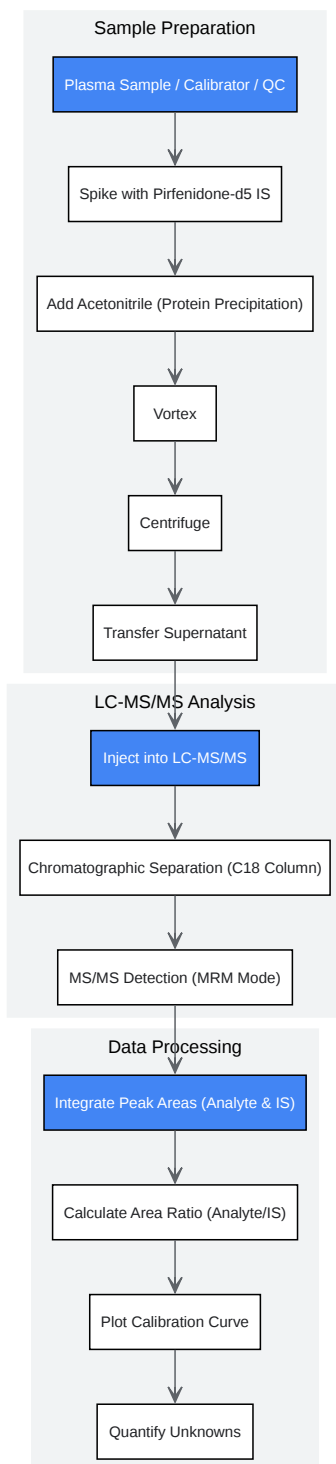 Sample Preparation
Plasma Sample / Calibrator / QC
Spike with Pirfenidone-d5 IS
Add Acetonitrile (Protein Precipitation)
Vortex
Centrifuge
Transfer Supernatant
LC-MS/MS Analysis
Inject into LC-MS/MS
Chromatographic Separation (C18 Column)
MS/MS Detection (MRM Mode)
Data Processing
Integrate Peak Areas (Analyte & IS)
Calculate Area Ratio (Analyte/IS)
Plot Calibration Curve
Quantify Unknowns